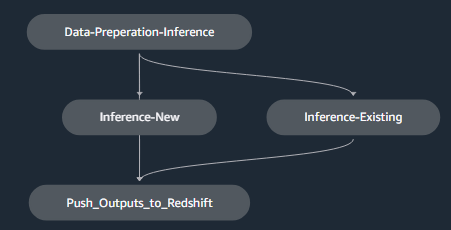 Data-Preperation-Inference
Inference-New
Inference-Existing
Push_Outputs_to_Redshift